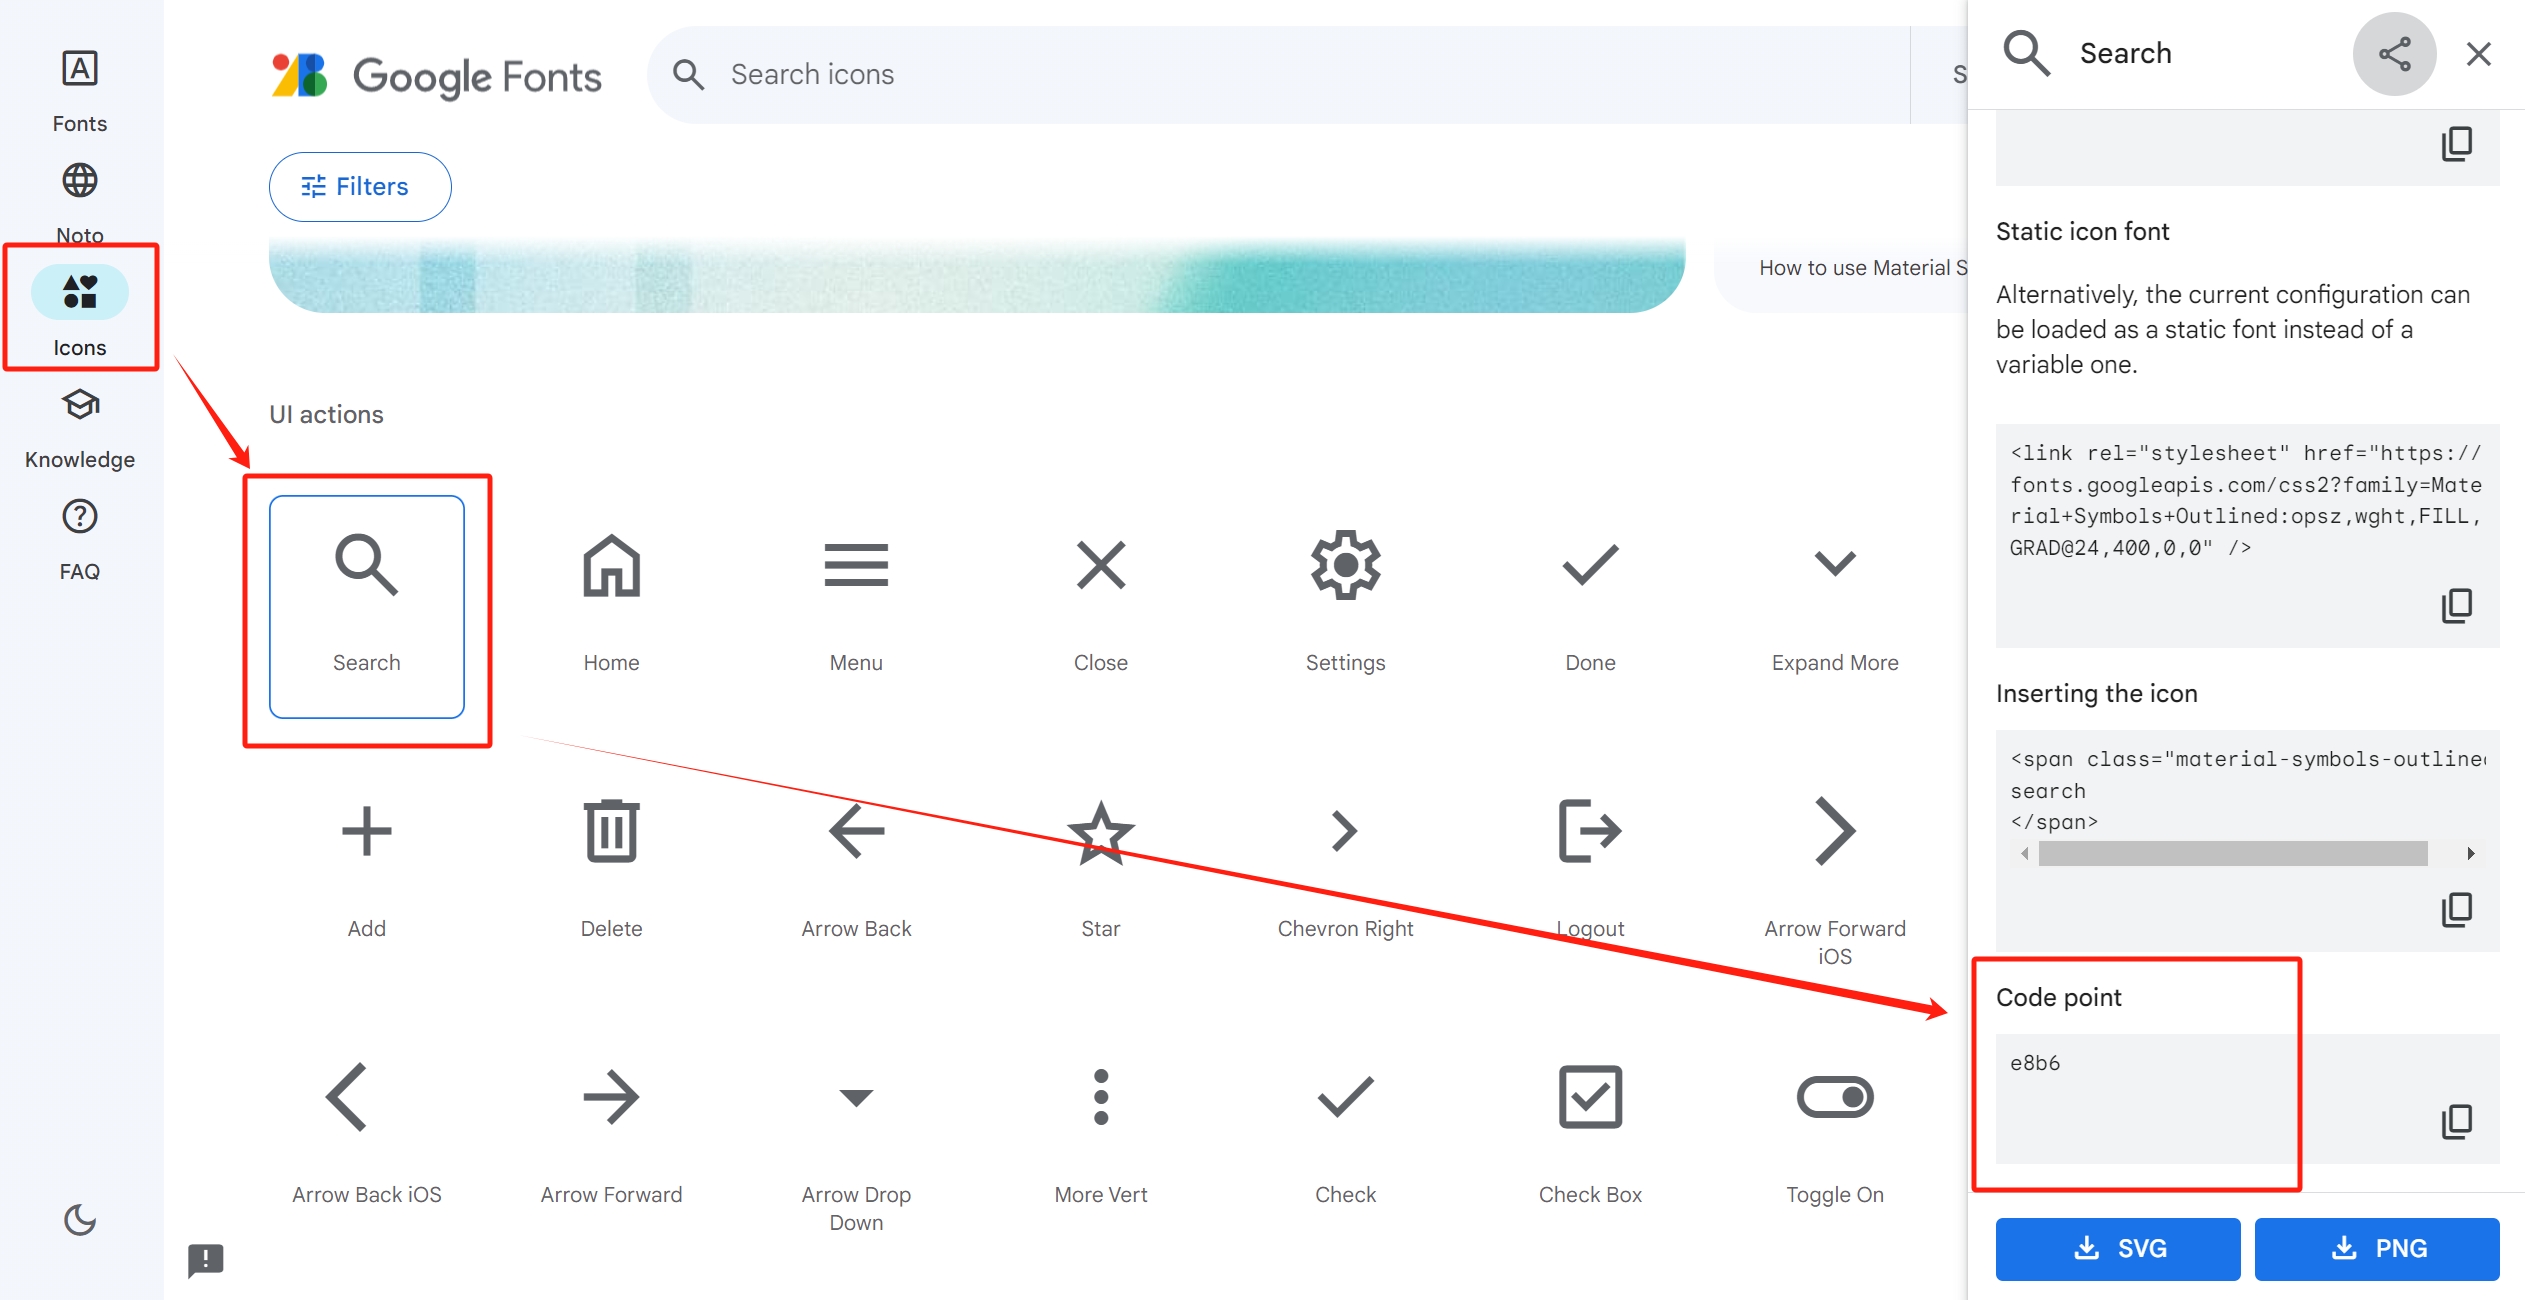 Fonts
Noto
Icons
Knowledge
FAQ
Google Fonts
Search icons
S
Filters
How to use Material S
UI actions
Search
Home
Menu
Close
Settings
Done
Expand More
Add
Delete
Arrow Back
Star
Chevron Right
Logout
Arrow Forward
iOS
Arrow Back iOS
Arrow Forward
Arrow Drop
Down
More Vert
Check
Check Box
Toggle On
Search
Static icon font
Alternatively, the current configuration can
be loaded as a static font instead of a
variable one.
<link rel="stylesheet" href="https://
fonts.googleapis.com/css2?family=Mate
rial+Symbols+Outlined:opsz,wght,FILL,
GRAD@24,400,0,0" />
Inserting the icon
<span class="material-symbols-outline
search
</span>
Code point
e8b6
SVG
PNG